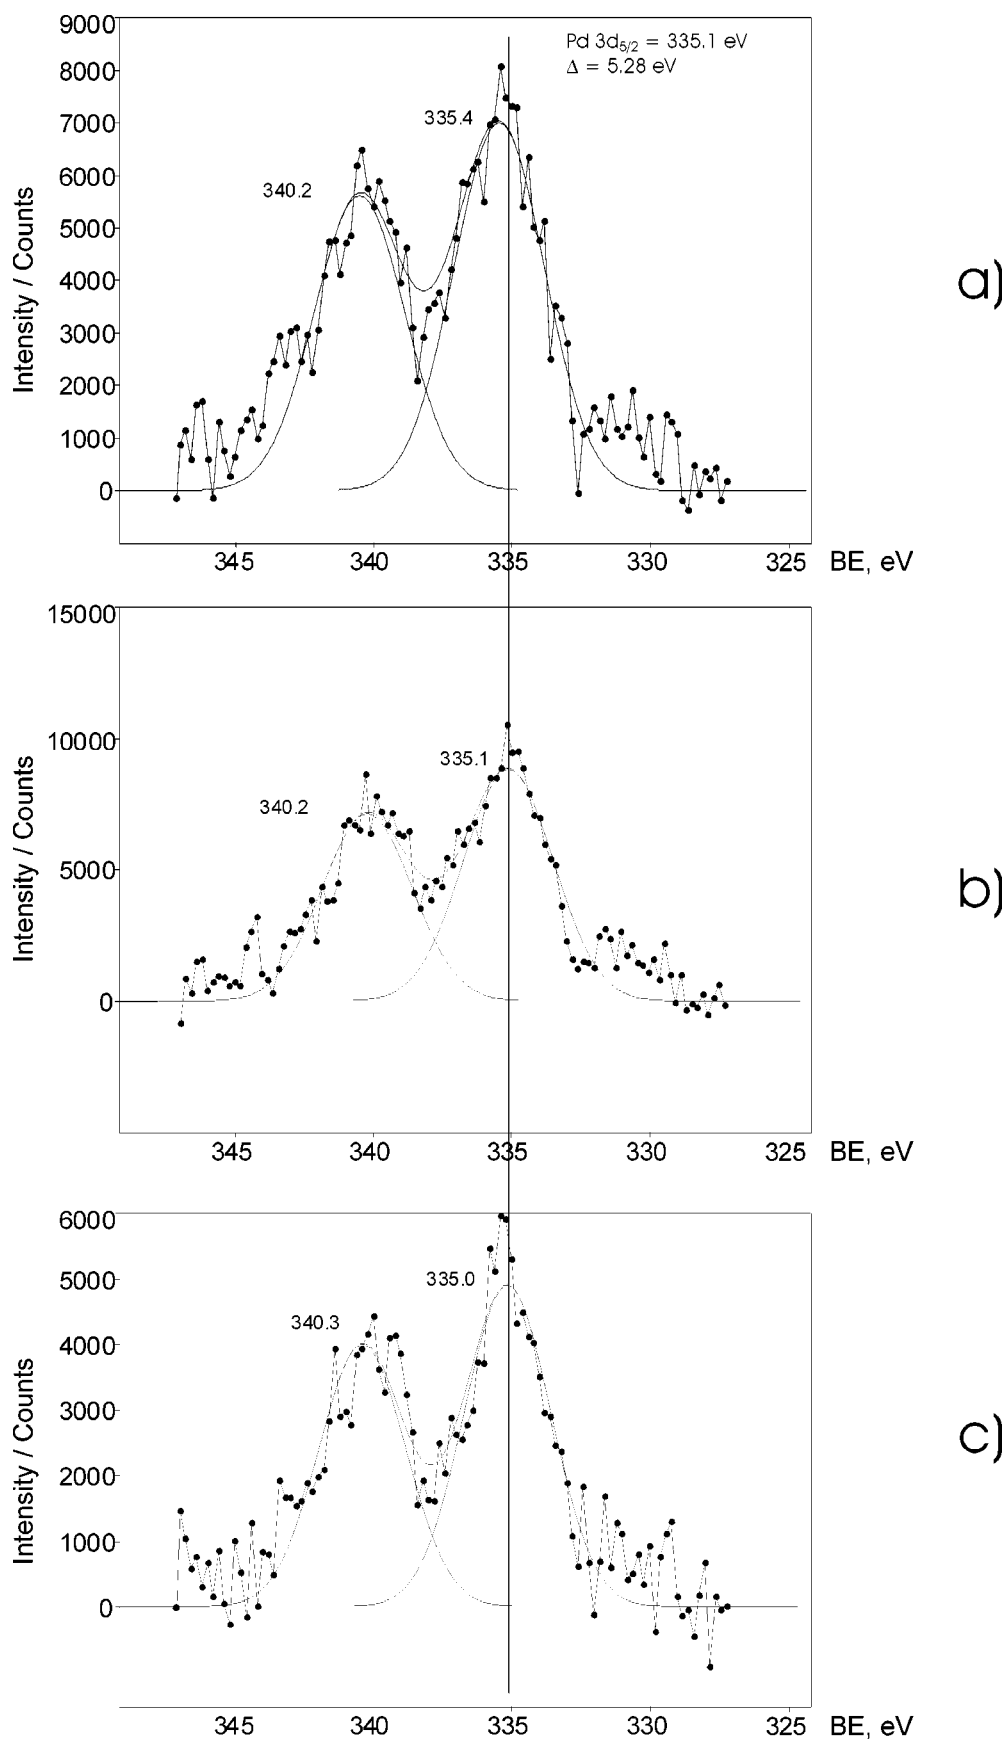 9000
Pd 3d5/2 = 335.1 eV
Δ = 5.28 eV
8000
335.4
7000
6000
340.2
5000
4000
3000
2000
1000
0
Intensity / Counts
a)
345 340 335 330 325 BE, eV
15000
10000
335.1
340.2
5000
0
Intensity / Counts
b)
345 340 335 330 325 BE, eV
6000
335.0
5000
340.3
4000
3000
2000
1000
0
Intensity / Counts
c)
345 340 335 330 325 BE, eV